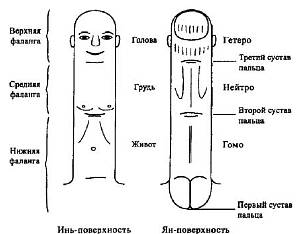 Верхняя
фаланга
Голова
Гетеро
Третий сустав
пальца
Средняя
фаланга
Грудь
Нейтро
Второй сустав
пальца
Нижняя
фаланга
Живот
Гомо
Первый сустав
пальца
Инь-поверхность
Ян-поверхность